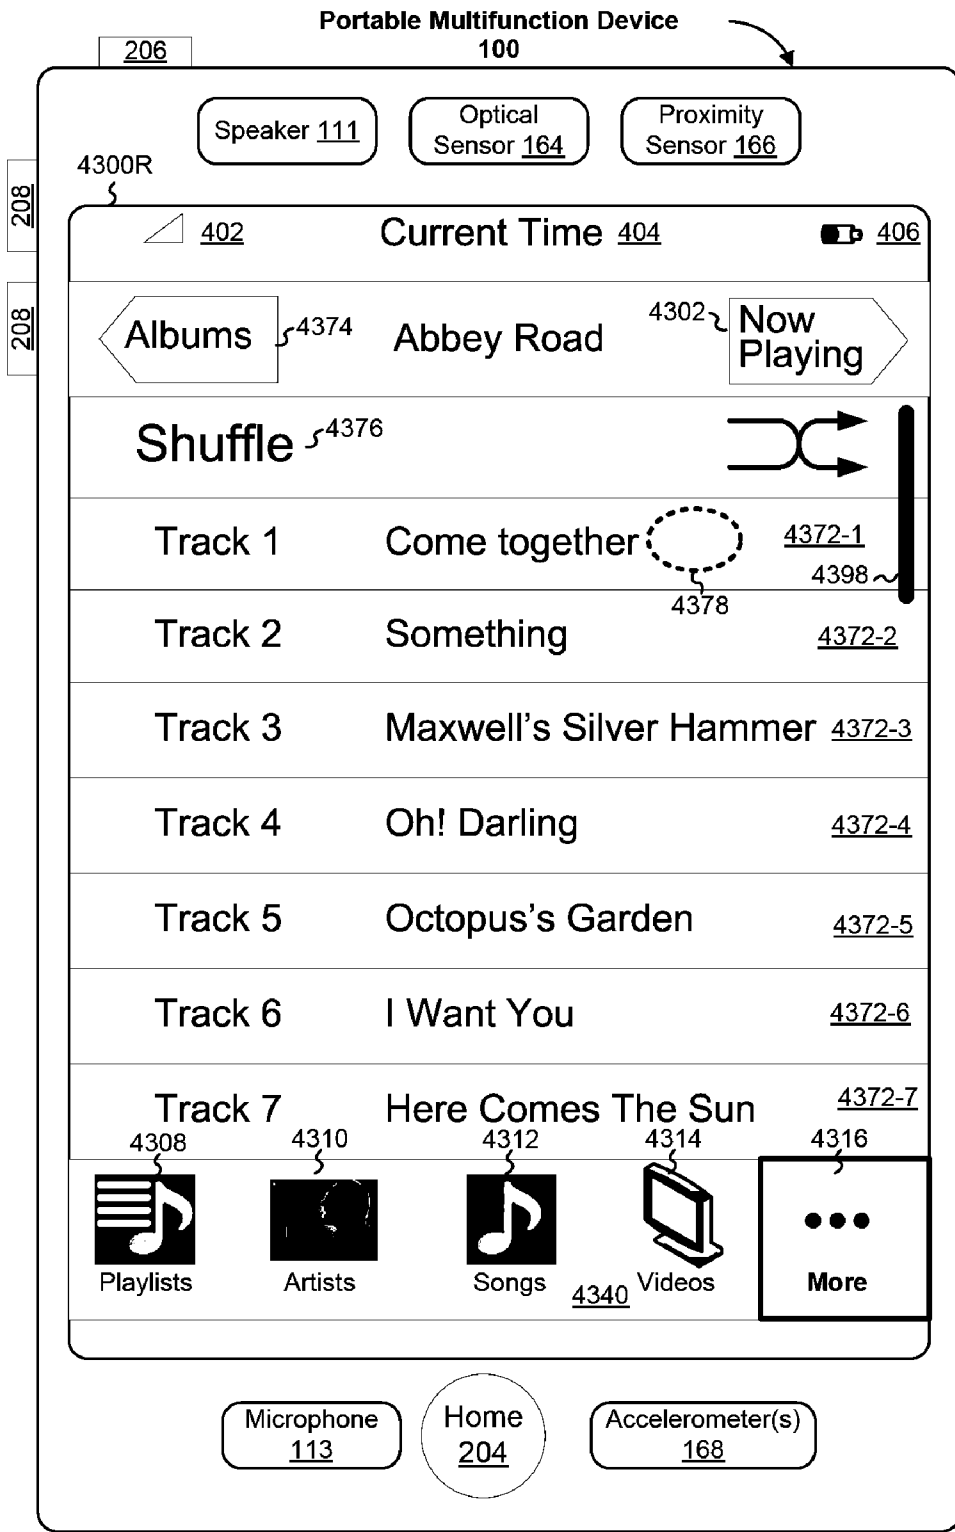 Portable Multifunction Device
100
206
Speaker 111
Optical
Sensor 164
Proximity
Sensor 166
4300R
208
208
402
Current Time 404
406
Albums
4374
Abbey Road
4302
Now
Playing
Shuffle
4376
Track 1
Come together
4372-1
4398
4378
Track 2
Something
4372-2
Track 3
Maxwell's Silver Hammer
4372-3
Track 4
Oh! Darling
4372-4
Track 5
Octopus's Garden
4372-5
Track 6
I Want You
4372-6
Track 7
Here Comes The Sun
4372-7
4308
4310
4312
4314
4316
Playlists
Artists
Songs
4340
Videos
More
Microphone
113
Home
204
Accelerometer(s)
168